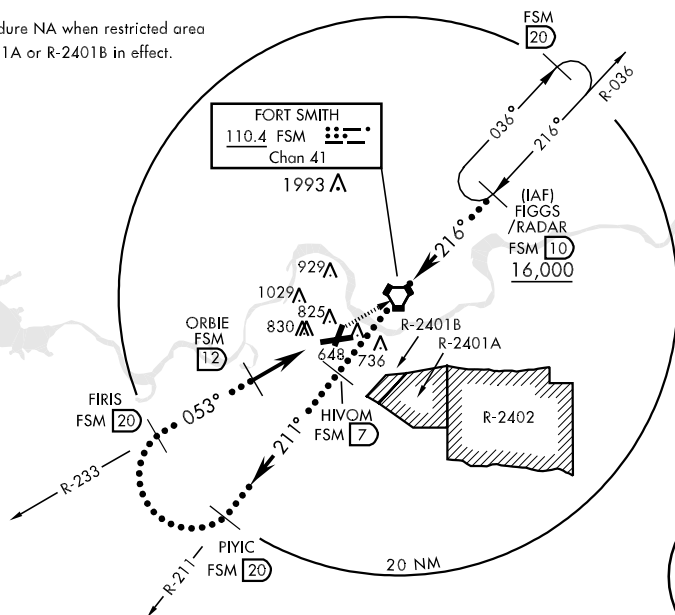 dure NA when restricted area
1A or R-2401B in effect.
FSM
20
R-036
036°
216°
FORT SMITH
110.4 FSM
Chan 41
1993
(IAF)
FIGGS
/RADAR
FSM 10
16,000
216°
929
1029
825
830
648
736
R-2401B
R-2401A
R-2402
ORBIE
FSM
12
HIVOM
FSM 7
FIRIS
FSM 20
053°
211°
R-233
PIYIC
FSM 20
R-211
20 NM